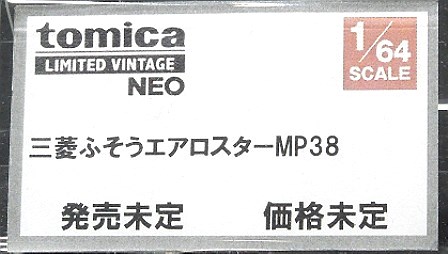 tomica
LIMITED VINTAGE
NEO
1/64
SCALE
三菱ふそうエアロスターMP38
発売未定 価格未定